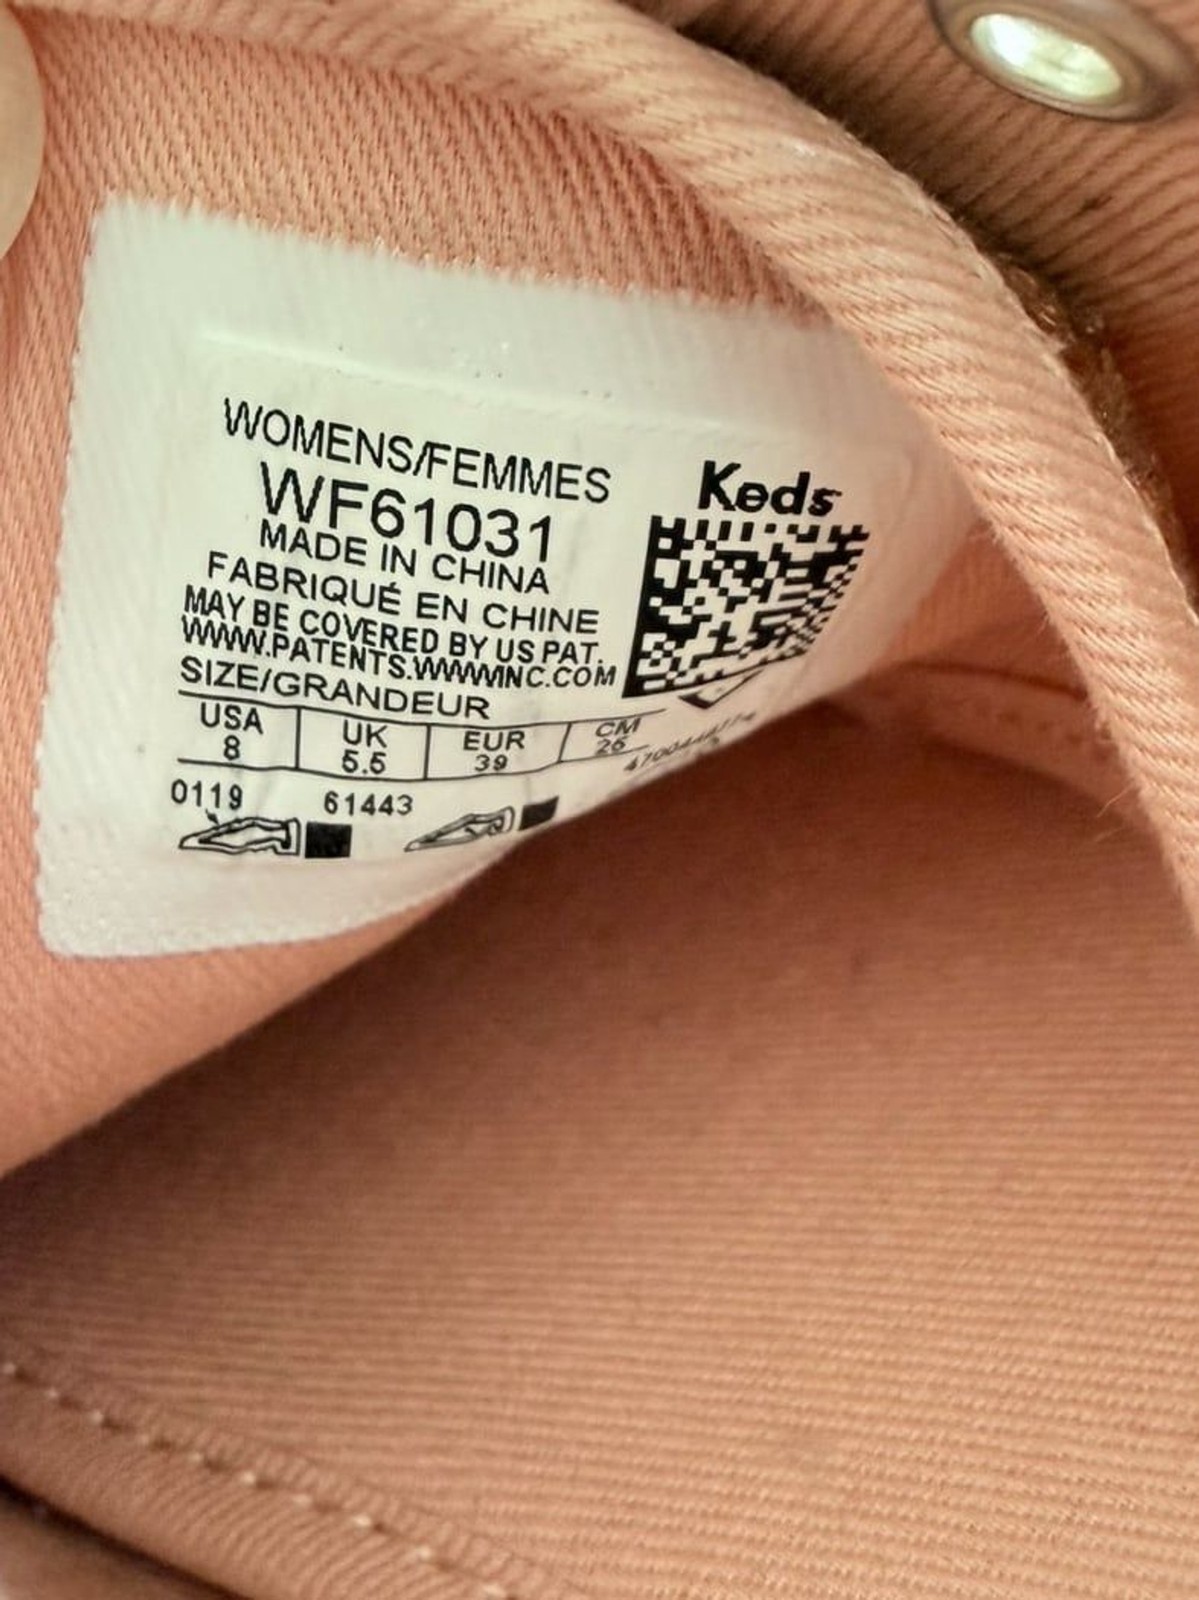 WOMENS/FEMMES
WF61031
MADE IN CHINA
FABRIQUÉ EN CHINE
MAY BE COVERED BY US PAT.
WWW.PATENTS.WWWINC.COM
SIZE/GRANDEUR
USA UK EUR CM
8 5.5 39
0119 61443
Keds